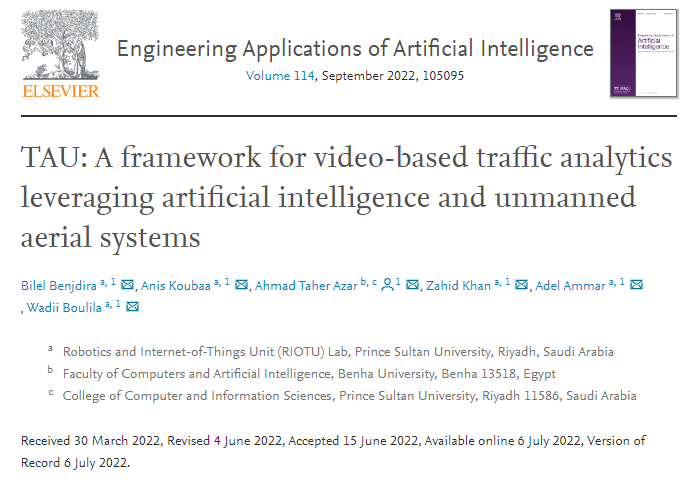 Engineering Applications of Artificial Intelligence
Volume 114, September 2022, 105095
ELSEVIER
Engineering Applications of
Artificial
Intelligence
TAU: A framework for video-based traffic analytics
leveraging artificial intelligence and unmanned
aerial systems
Bilel Benjdira a, 1, Anis Koubaa a, 1, Ahmad Taher Azar b, c 1, Zahid Khan a, 1, Adel Ammar a, 1
, Wadii Boulila a, 1
a Robotics and Internet-of-Things Unit (RIOTU) Lab, Prince Sultan University, Riyadh, Saudi Arabia
b Faculty of Computers and Artificial Intelligence, Benha University, Benha 13518, Egypt
c College of Computer and Information Sciences, Prince Sultan University, Riyadh 11586, Saudi Arabia
Received 30 March 2022, Revised 4 June 2022, Accepted 15 June 2022, Available online 6 July 2022, Version of
Record 6 July 2022.